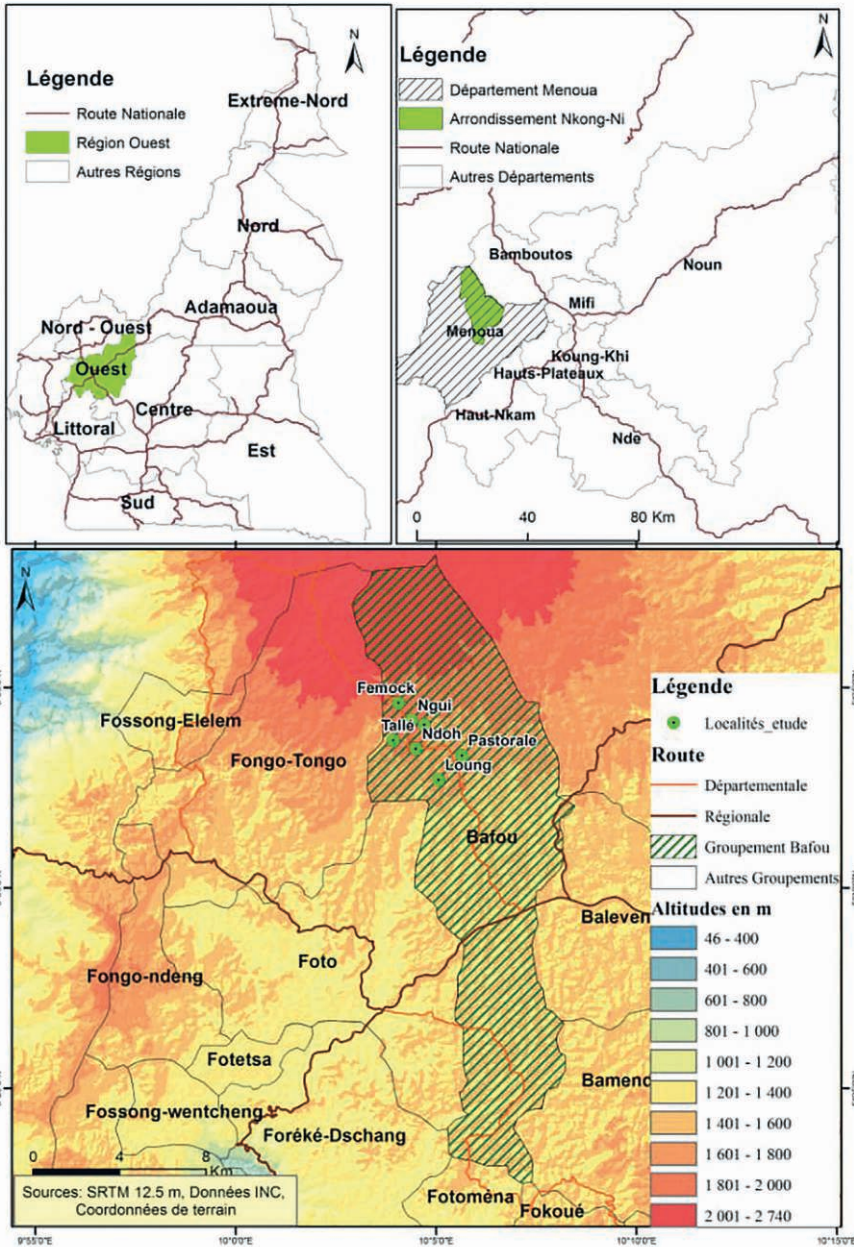 N
Légende
Route Nationale
Région Ouest
Autres Régions
Extreme-Nord
Nord
Adamaoua
Nord - Ouest
Ouest
Centre
Littoral
Est
Sud
N
Légende
Département Menoua
Arrondissement Nkong-Ni
Route Nationale
Autres Départements
Bamboutos
Noun
Mifi
Menoua
Koung-Khi
Hauts-Plateaux
Haut-Nkam
Nde
0 40 80 Km
N
Femock
Ngui
Tallé
Ndoh
Pastorale
Loung
Fossong-Elelem
Fongo-Tongo
Bafou
Baleven
Foto
Fongo-ndeng
Fotetsa
Bamend
Fossong-wentcheng
Foréké-Dschang
Fotoména
Fokoué
0 4 8
Km
Sources: SRTM 12.5 m, Données INC,
Coordonnées de terrain
Légende
Localités_etude
Route
Départementale
Régionale
Groupement Bafou
Autres Groupements
Altitudes en m
46 - 400
401 - 600
601 - 800
801 - 1 000
1 001 - 1 200
1 201 - 1 400
1 401 - 1 600
1 601 - 1 800
1 801 - 2 000
2 001 - 2 740
9°55'0"E 10°0'0"E 10°5'0"E 10°10'0"E 10°15'0"E